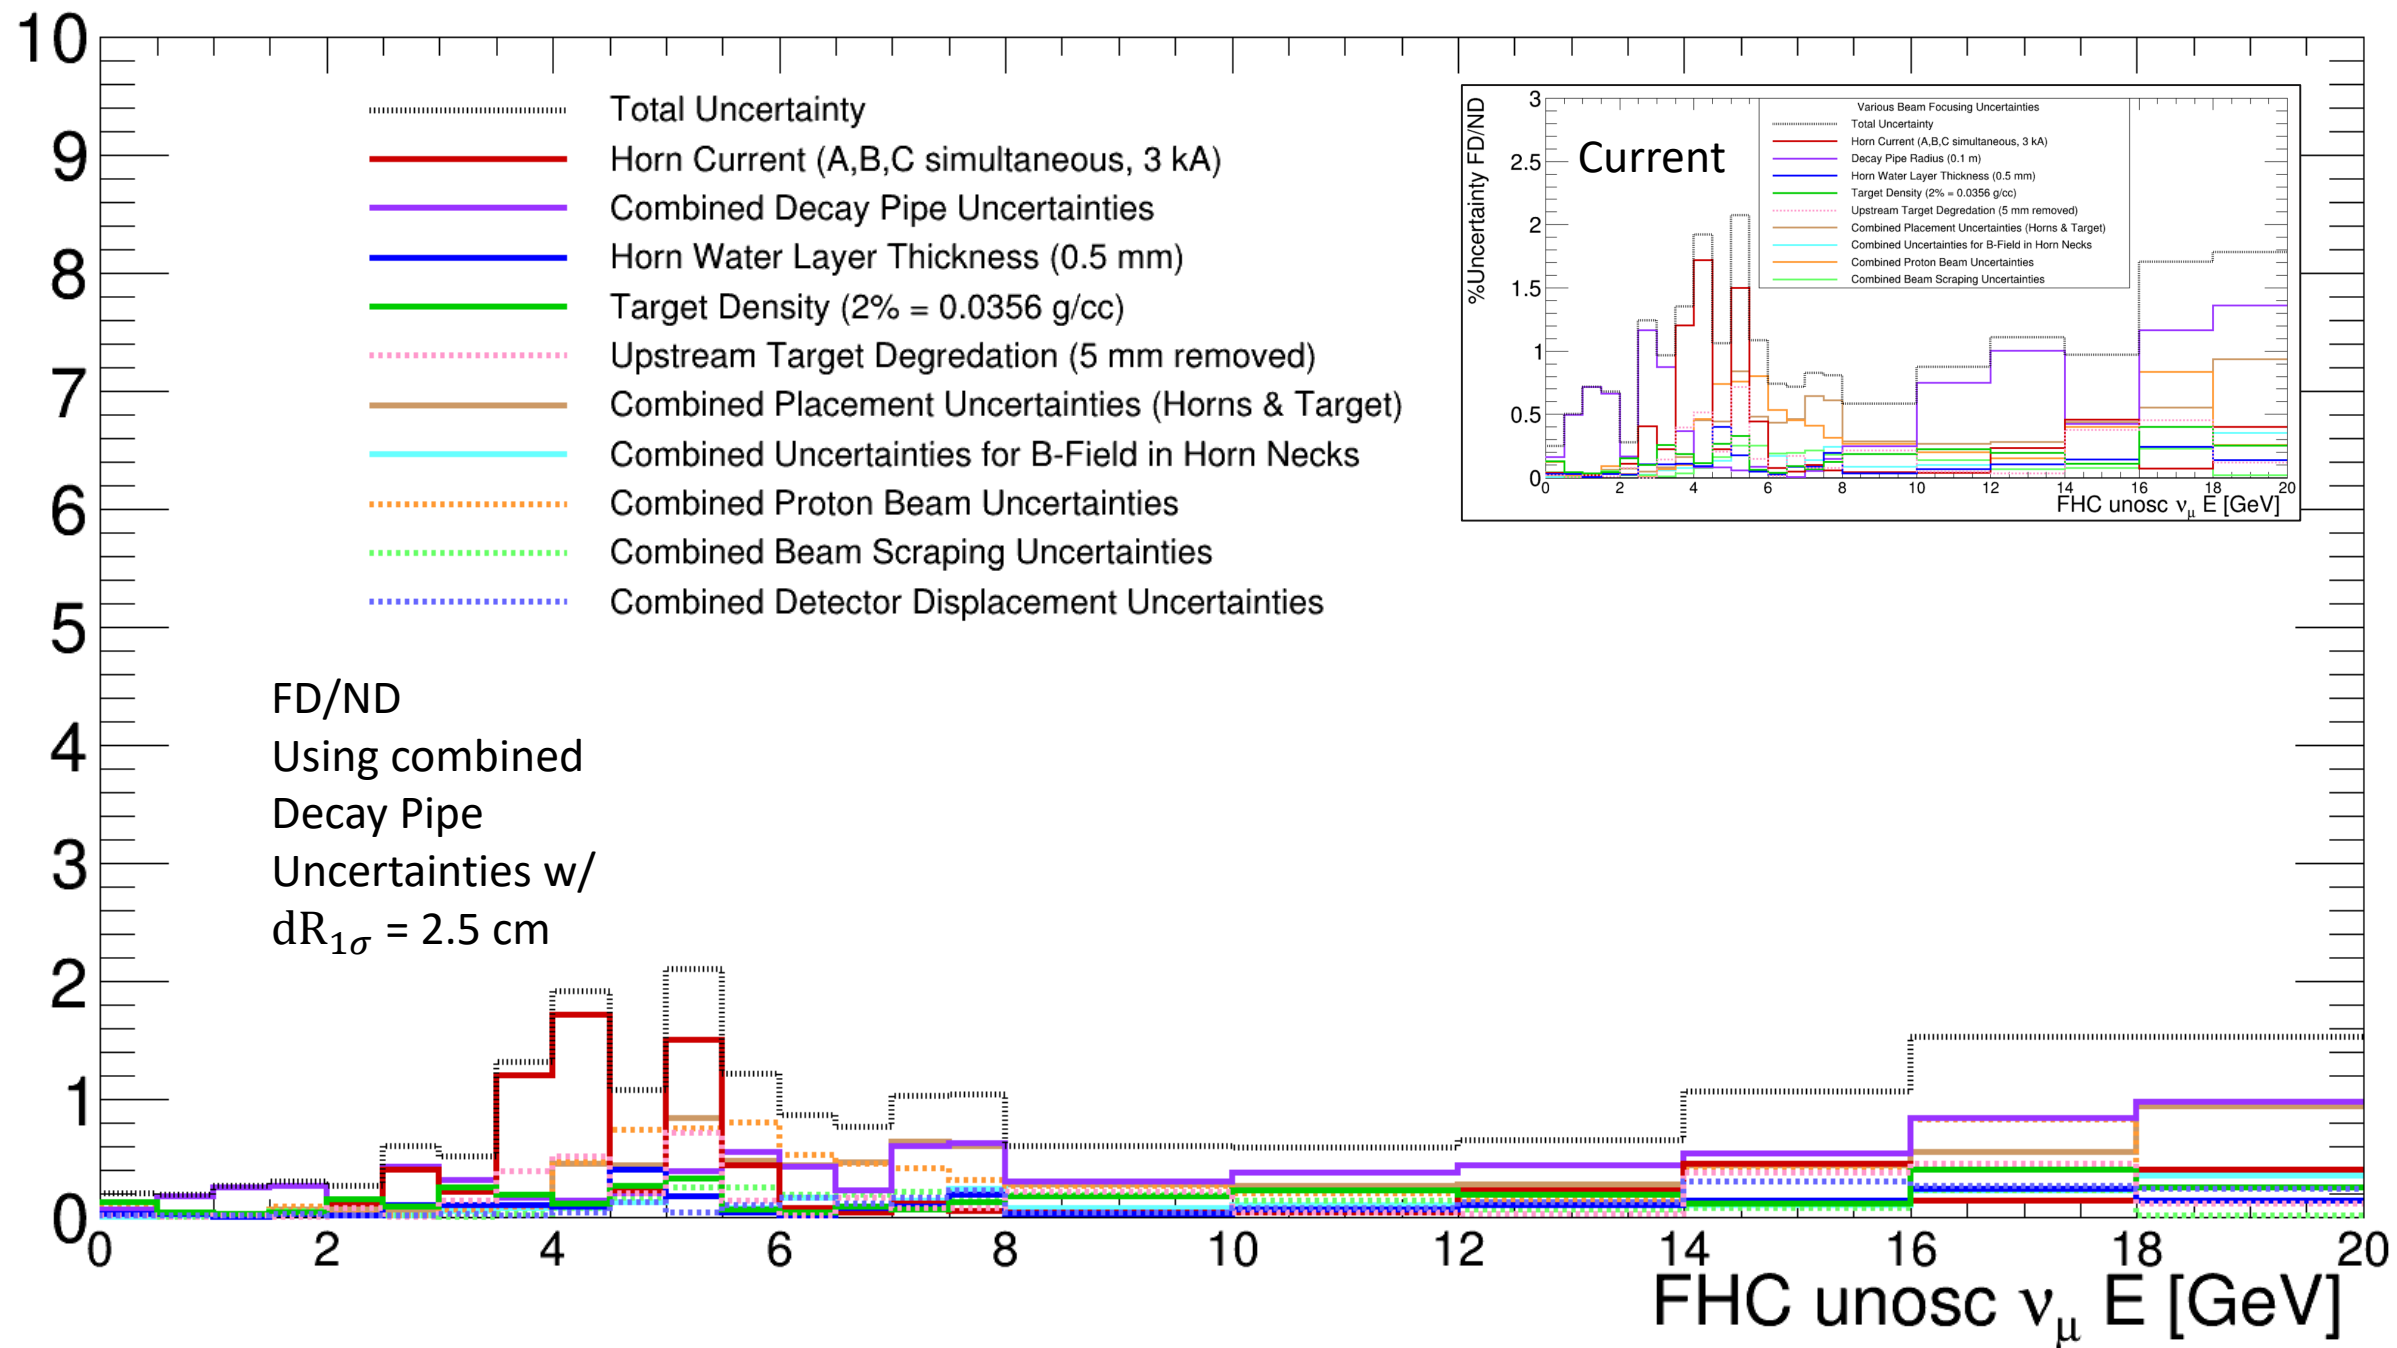 10
9
8
7
6
5
4
3
2
1
0
Total Uncertainty
Horn Current (A,B,C simultaneous, 3 kA)
Combined Decay Pipe Uncertainties
Horn Water Layer Thickness (0.5 mm)
Target Density (2% = 0.0356 g/cc)
Upstream Target Degredation (5 mm removed)
Combined Placement Uncertainties (Horns & Target)
Combined Uncertainties for B-Field in Horn Necks
Combined Proton Beam Uncertainties
Combined Beam Scraping Uncertainties
Combined Detector Displacement Uncertainties
FD/ND
Using combined
Decay Pipe
Uncertainties w/
dR1σ = 2.5 cm
0 2 4 6 8 10 12 14 16 18 20
FHC unosc νμ E [GeV]
%Uncertainty FD/ND
3
2.5
2
1.5
1
0.5
0
Current
Various Beam Focusing Uncertainties
Total Uncertainty
Horn Current (A,B,C simultaneous, 3 kA)
Decay Pipe Radius (0.1 m)
Horn Water Layer Thickness (0.5 mm)
Target Density (2% = 0.0356 g/cc)
Upstream Target Degredation (5 mm removed)
Combined Placement Uncertainties (Horns & Target)
Combined Uncertainties for B-Field in Horn Necks
Combined Proton Beam Uncertainties
Combined Beam Scraping Uncertainties
0 2 4 6 8 10 12 14 16 18 20
FHC unosc νμ E [GeV]